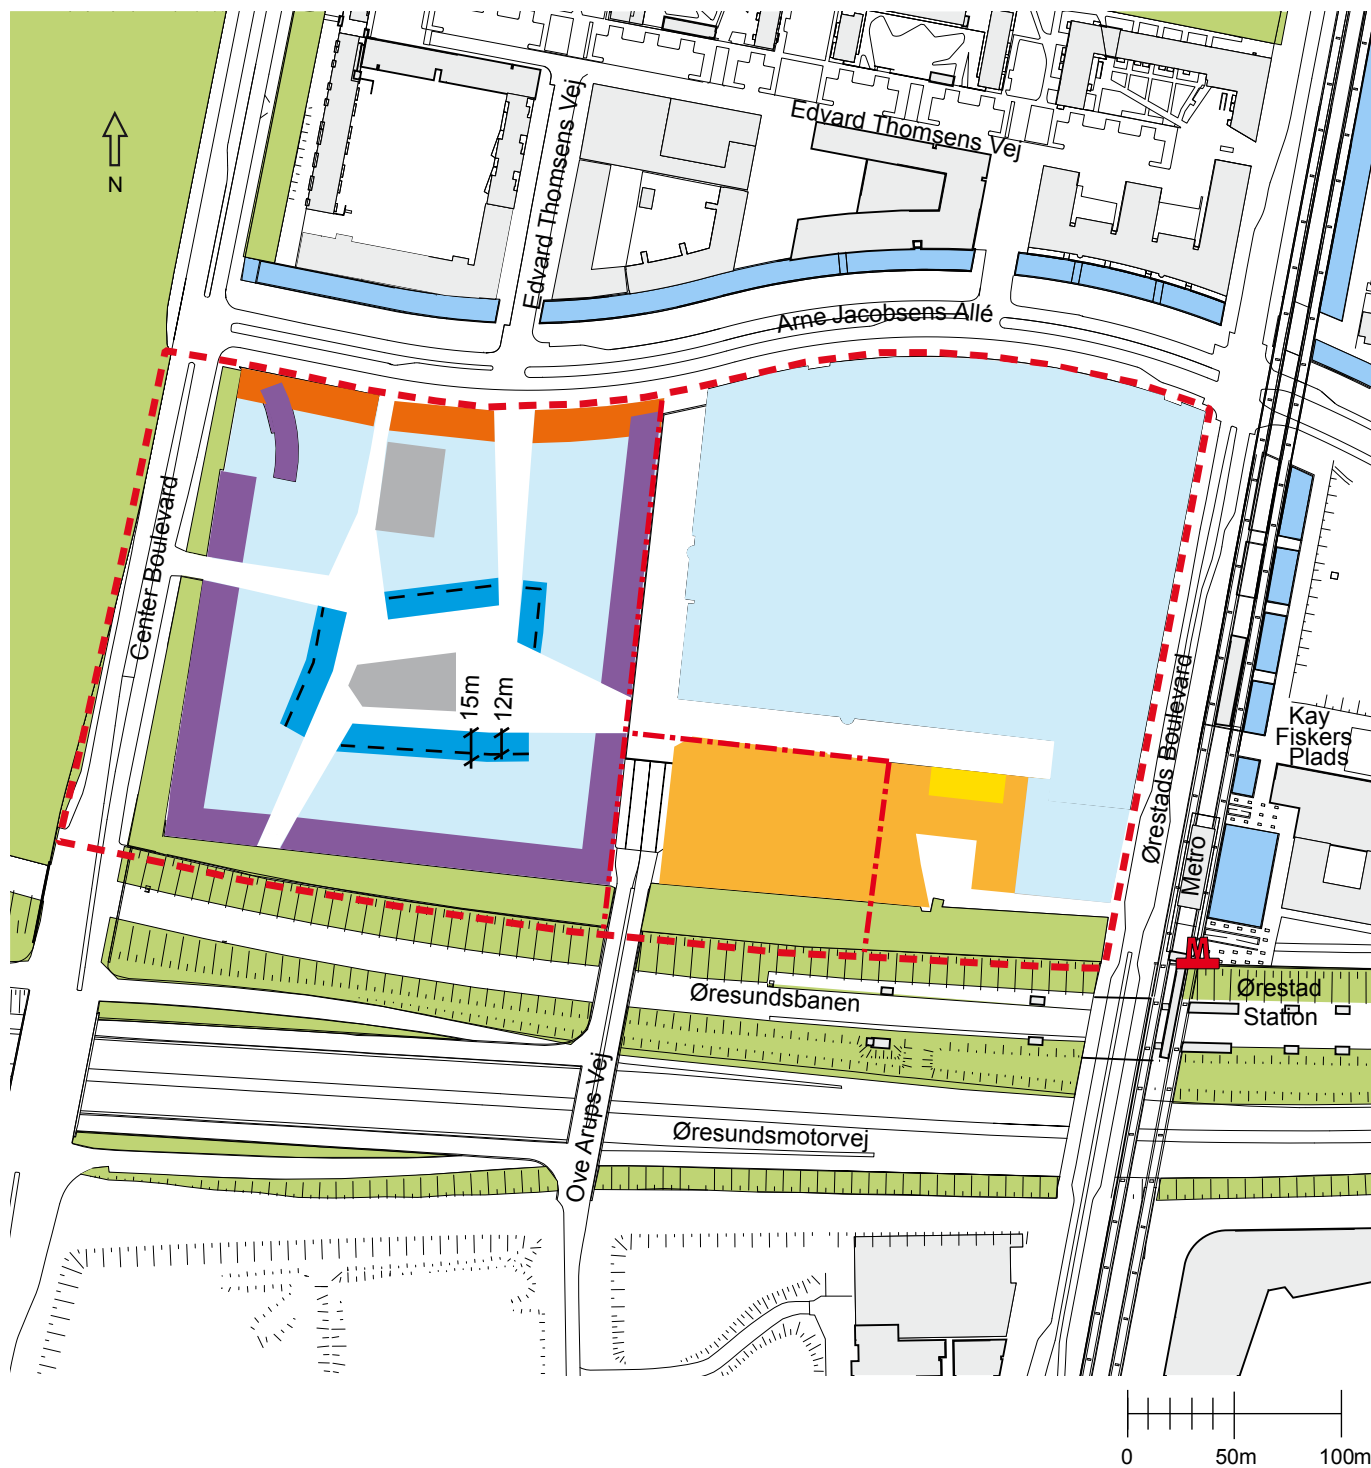 Edvard Thomsens Vej
Edvard Thomsens Vej
N
Arne Jacobsens Allé
Center Boulevard
15m
12m
Ørestads Boulevard
Kay
Fiskers
Plads
Metro
M
Øresundsbanen
Ørestad
Station
Ove Arups Vej
Øresundsmotorvej
0
50m
100m